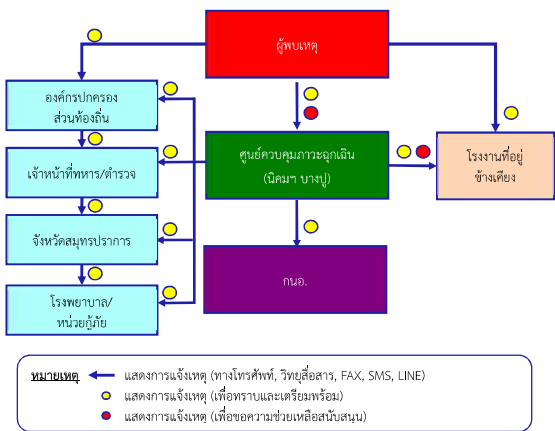 ผู้พบเหตุ
องค์กรปกครอง
ส่วนท้องถิ่น
เจ้าหน้าที่ทหาร/ตำรวจ
จังหวัดสมุทรปราการ
โรงพยาบาล/
หน่วยกู้ภัย
ศูนย์ควบคุมภาวะฉุกเฉิน
(นิคมฯ บางปู)
กนอ.
โรงงานที่อยู่
ข้างเคียง
หมายเหตุ แสดงการแจ้งเหตุ (ทางโทรศัพท์, วิทยุสื่อสาร, FAX, SMS, LINE)
แสดงการแจ้งเหตุ (เพื่อทราบและเตรียมพร้อม)
แสดงการแจ้งเหตุ (เพื่อขอความช่วยเหลือสนับสนุน)